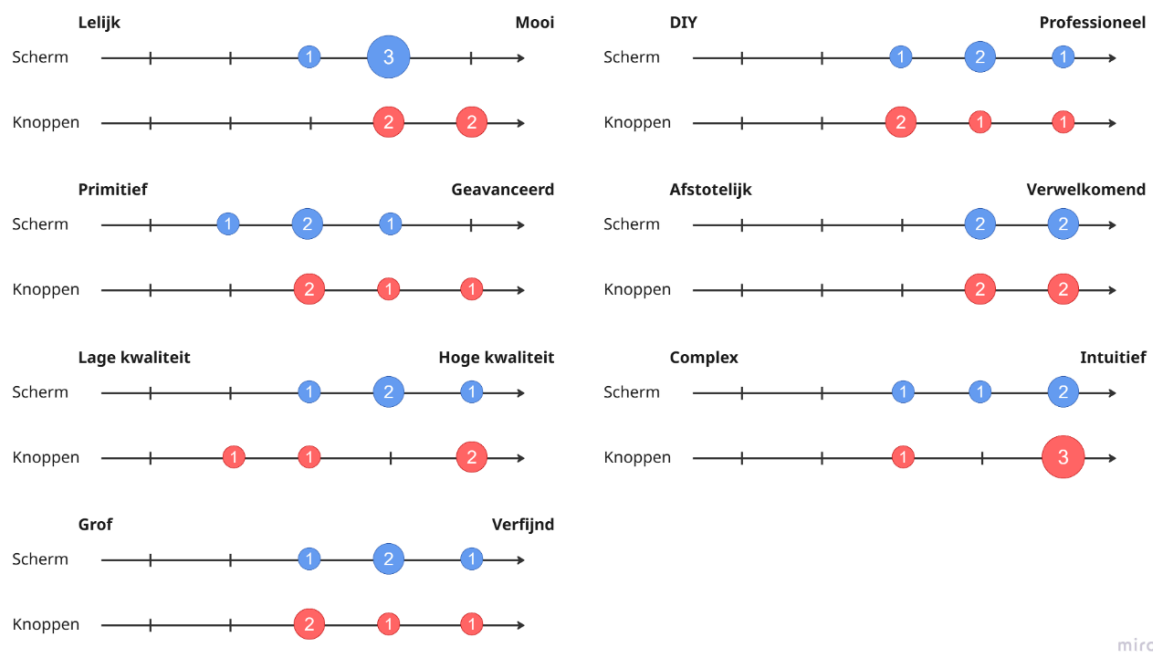 Lelijk Mooi
Scherm 1 3
Knoppen 2 2
DIY Professioneel
Scherm 1 2 1
Knoppen 2 1 1
Primitief Geavanceerd
Scherm 1 2 1
Knoppen 2 1 1
Afstotelijk Verwelkomend
Scherm 2 2
Knoppen 2 2
Lage kwaliteit Hoge kwaliteit
Scherm 1 2 1
Knoppen 1 1 2
Complex Intuitief
Scherm 1 1 2
Knoppen 1 3
Grof Verfijnd
Scherm 1 2 1
Knoppen 2 1 1